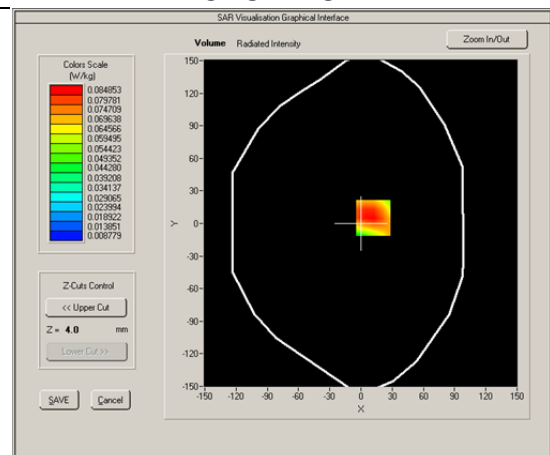 SAR Visualisation Graphical Interface
Volume Radiated Intensity
Zoom In/Out
Colors Scale
(W/kg)
0.084853
0.079781
0.074709
0.069638
0.064566
0.059495
0.054423
0.049352
0.044280
0.039208
0.034137
0.029065
0.023994
0.018922
0.013851
0.008779
Z-Cuts Control
<< Upper Cut
Z = 4.0 mm
Lower Cut >>
SAVE Cancel
150-
120-
90-
60-
30-
0-
-30-
-60-
-90-
-120-
-150-
Y
-150 -120 -90 -60 -30 0 30 60 90 120 150
X